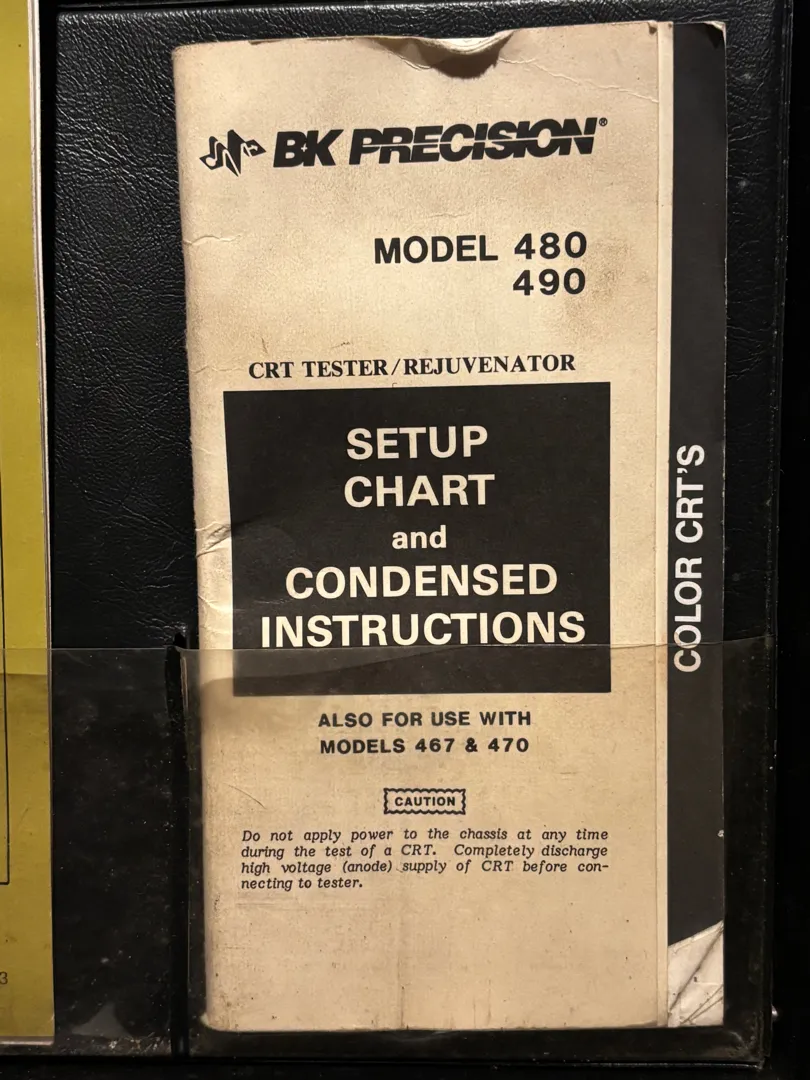 BK PRECISION®
MODEL 480
490
CRT TESTER/REJUVENATOR
SETUP
CHART
and
CONDENSED
INSTRUCTIONS
ALSO FOR USE WITH
MODELS 467 & 470
CAUTION
Do not apply power to the chassis at any time
during the test of a CRT. Completely discharge
high voltage (anode) supply of CRT before con-
necting to tester.
COLOR CRT'S
3